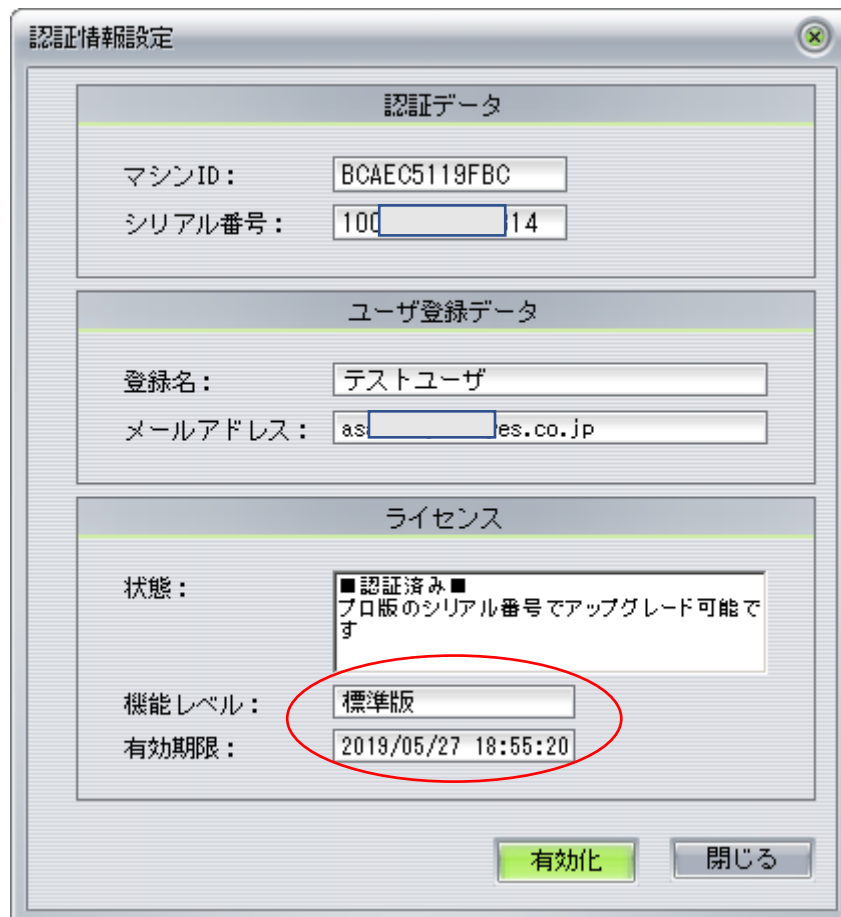 認証情報設定
認証データ
マシンID: BCAEC5119FBC
シリアル番号: 100 314
ユーザ登録データ
登録名: テストユーザ
メールアドレス: as es.co.jp
ライセンス
状態: ■認証済み■
プロ版のシリアル番号でアップグレード可能で
す
機能レベル: 標準版
有効期限: 2019/05/27 18:55:20
有効化 閉じる